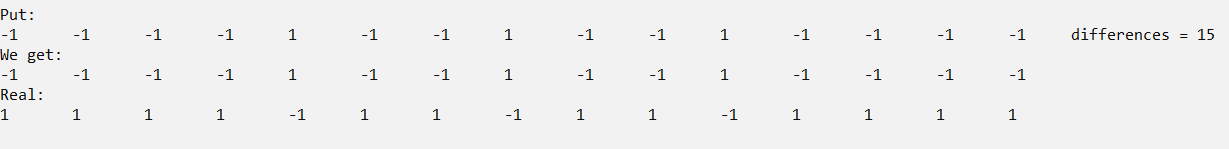 Put:
-1 -1 -1 -1 1 -1 -1 1 -1 -1 1 -1 -1 -1 -1 differences = 15
We get:
-1 -1 -1 -1 1 -1 -1 1 -1 -1 1 -1 -1 -1 -1
Real:
1 1 1 1 -1 1 1 -1 1 1 -1 1 1 1 1